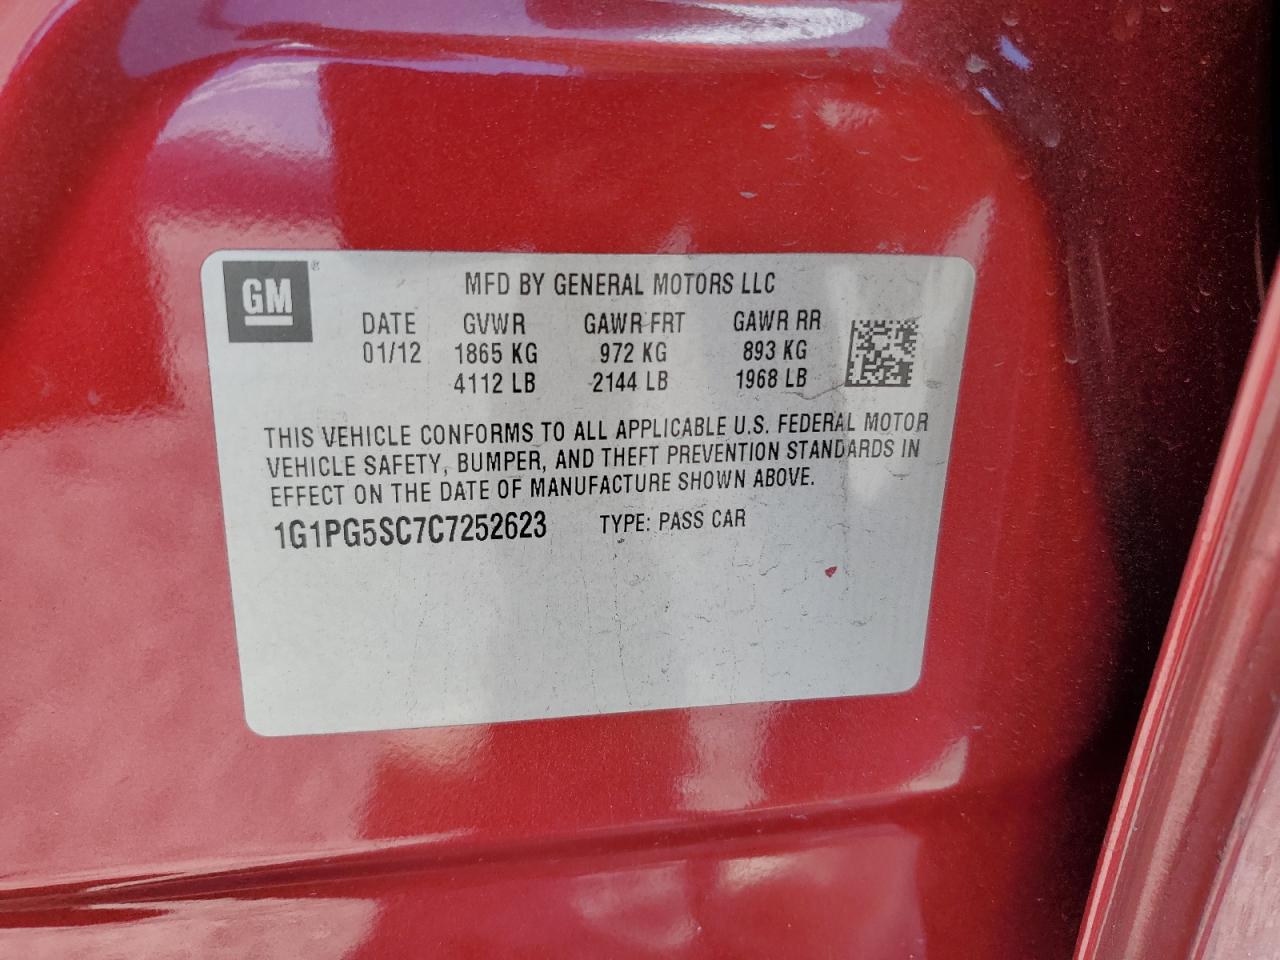 GM ®
MFD BY GENERAL MOTORS LLC
DATE GVWR GAWR FRT GAWR RR
01/12 1865 KG 972 KG 893 KG
4112 LB 2144 LB 1968 LB
THIS VEHICLE CONFORMS TO ALL APPLICABLE U.S. FEDERAL MOTOR
VEHICLE SAFETY, BUMPER, AND THEFT PREVENTION STANDARDS IN
EFFECT ON THE DATE OF MANUFACTURE SHOWN ABOVE.
1G1PG5SC7C7252623 TYPE: PASS CAR